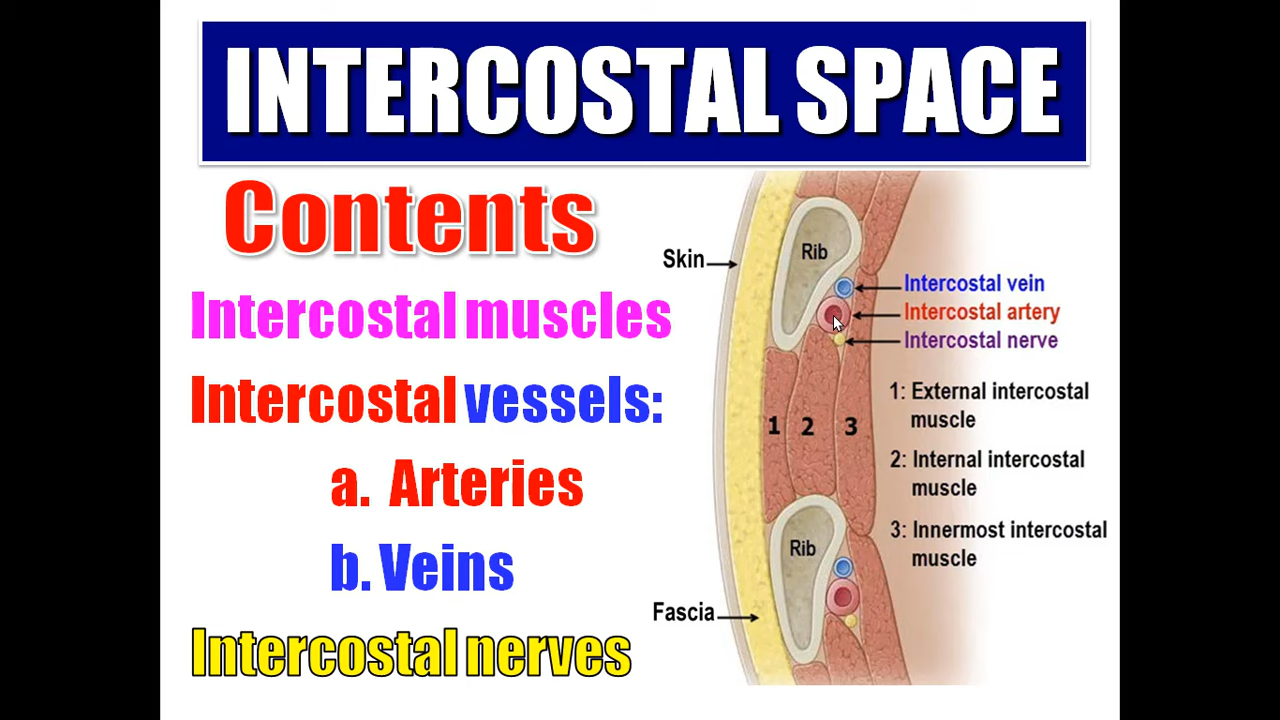 INTERCOSTAL SPACE
Contents
Intercostal muscles
Intercostal vessels:
a. Arteries
b. Veins
Intercostal nerves
Skin
Rib
Intercostal vein
Intercostal artery
Intercostal nerve
1 2 3
1: External intercostal
muscle
2: Internal intercostal
muscle
3: Innermost intercostal
muscle
Rib
Fascia